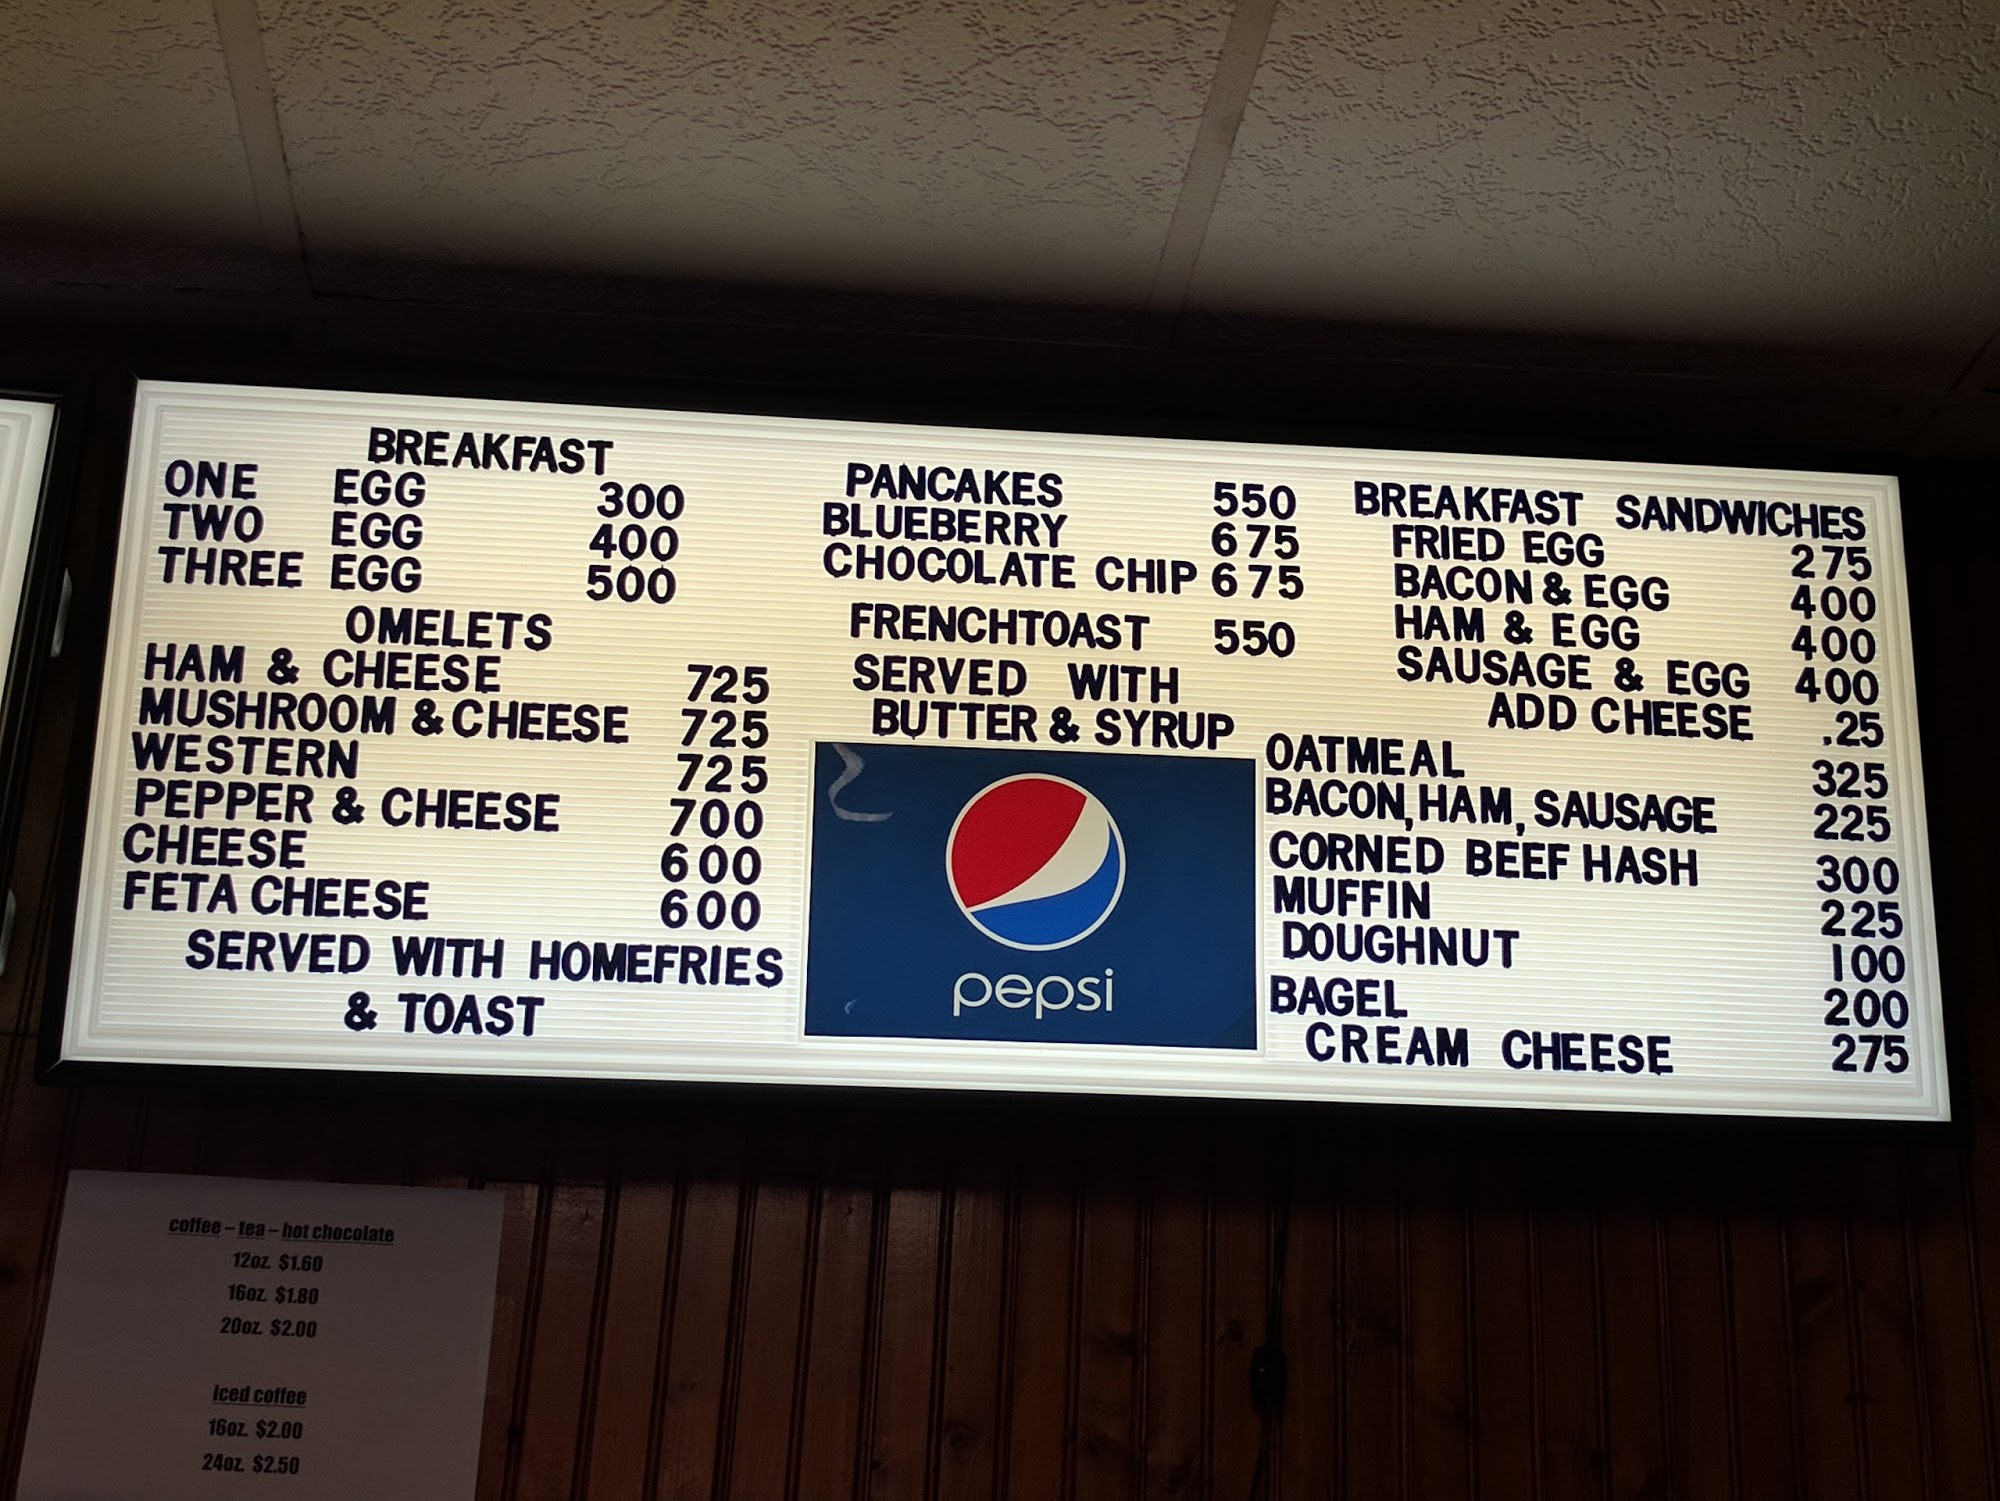 BREAKFAST
ONE EGG 300
TWO EGG 400
THREE EGG 500
OMELETS
HAM & CHEESE 725
MUSHROOM & CHEESE 725
WESTERN 725
PEPPER & CHEESE 700
CHEESE 600
FETA CHEESE 600
SERVED WITH HOMEFRIES
& TOAST
PANCAKES 550
BLUEBERRY 675
CHOCOLATE CHIP 675
FRENCHTOAST 550
SERVED WITH
BUTTER & SYRUP
pepsi
BREAKFAST SANDWICHES
FRIED EGG 275
BACON & EGG 400
HAM & EGG 400
SAUSAGE & EGG 400
ADD CHEESE .25
OATMEAL 325
BACON, HAM, SAUSAGE 225
CORNED BEEF HASH 300
MUFFIN 225
DOUGHNUT 100
BAGEL 200
CREAM CHEESE 275
coffee – tea – hot chocolate
12oz. $1.60
16oz. $1.80
20oz. $2.00
iced coffee
16oz. $2.00
24oz. $2.50